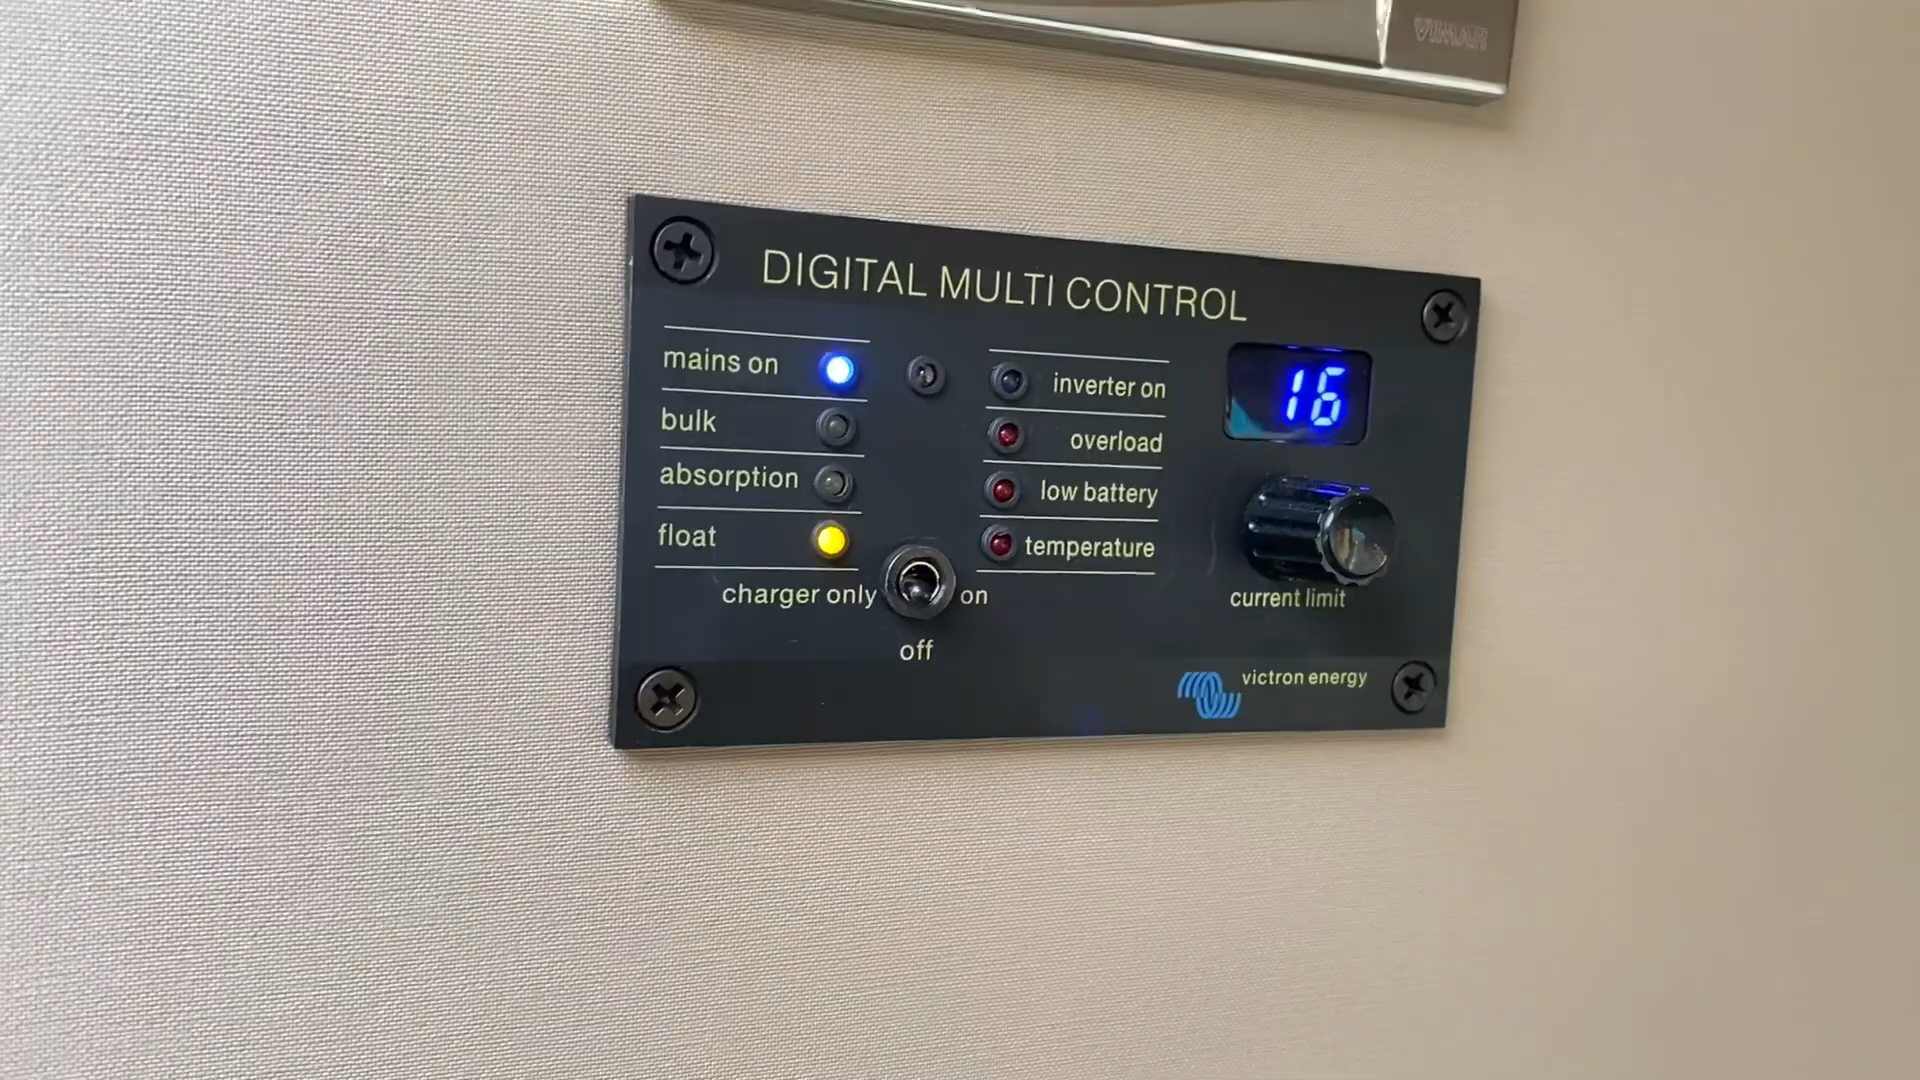 VIMAR
DIGITAL MULTI CONTROL
mains on
bulk
absorption
float
inverter on
overload
low battery
temperature
16
charger only
on
off
current limit
victron energy